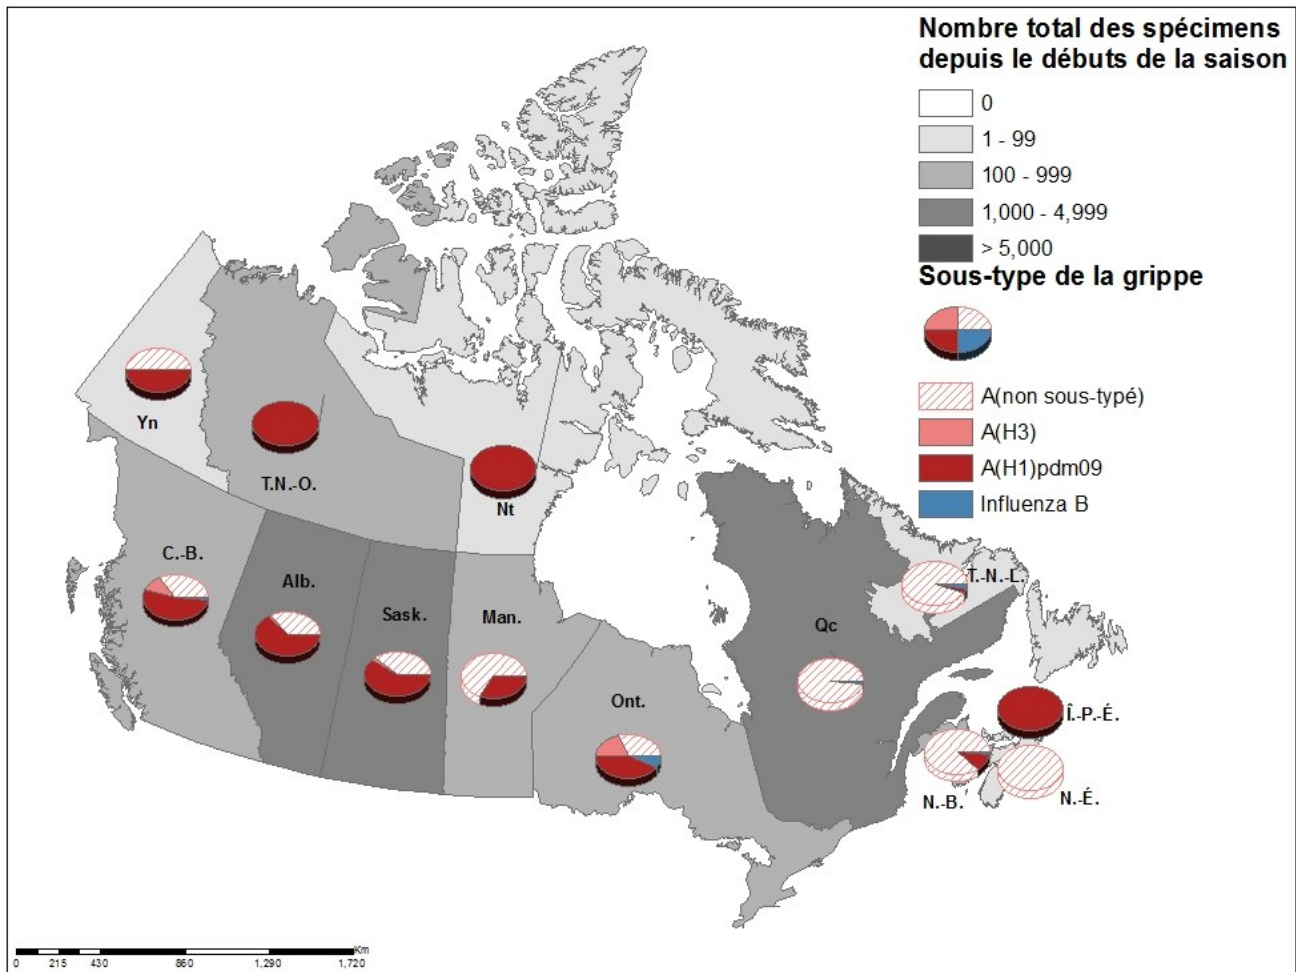 Nombre total des spécimens
depuis le débuts de la saison
0
1 - 99
100 - 999
1,000 - 4,999
> 5,000
Sous-type de la grippe
A(non sous-typé)
A(H3)
A(H1)pdm09
Influenza B
Yn
T.N.-O.
Nt
C.-B.
Alb.
Sask.
Man.
Ont.
Qc
T.-N.-L.
Î.-P.-É.
N.-B.
N.-É.
Km
0 215 430 860 1,290 1,720